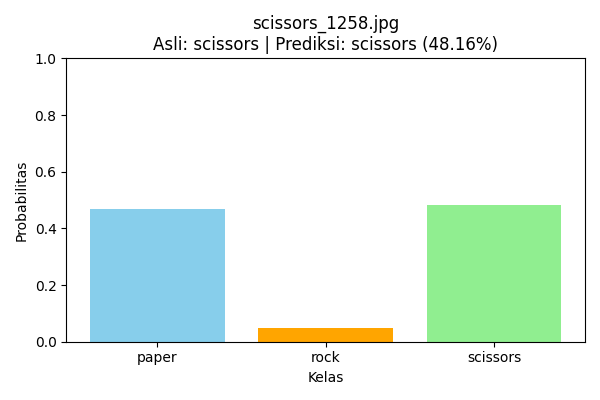 scissors_1258.jpg
Asli: scissors | Prediksi: scissors (48.16%)
1.0
0.8
0.6
0.4
0.2
0.0
Probabilitas
paper
rock
scissors
Kelas